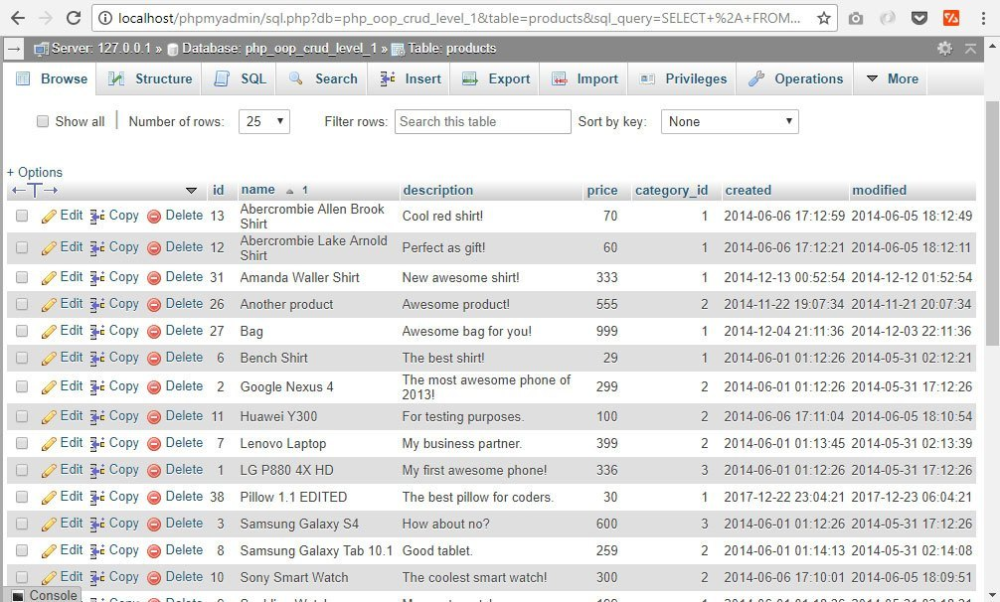 localhost/phpmyadmin/sql.php?db=php_oop_crud_level_1&table=products&sql_query=SELECT+%2A+FROM...
Server: 127.0.0.1 » Database: php_oop_crud_level_1 » Table: products
Browse Structure SQL Search Insert Export Import Privileges Operations More
Show all Number of rows: 25 Filter rows: Search this table Sort by key: None
+ Options
←T→ id name 1 description price category_id created modified
Edit Copy Delete 13 Abercrombie Allen Brook Shirt Cool red shirt! 70 1 2014-06-06 17:12:59 2014-06-05 18:12:49
Edit Copy Delete 12 Abercrombie Lake Arnold Shirt Perfect as gift! 60 1 2014-06-06 17:12:21 2014-06-05 18:12:11
Edit Copy Delete 31 Amanda Waller Shirt New awesome shirt! 333 1 2014-12-13 00:52:54 2014-12-12 01:52:54
Edit Copy Delete 26 Another product Awesome product! 555 2 2014-11-22 19:07:34 2014-11-21 20:07:34
Edit Copy Delete 27 Bag Awesome bag for you! 999 1 2014-12-04 21:11:36 2014-12-03 22:11:36
Edit Copy Delete 6 Bench Shirt The best shirt! 29 1 2014-06-01 01:12:26 2014-05-31 02:12:21
Edit Copy Delete 2 Google Nexus 4 The most awesome phone of 2013! 299 2 2014-06-01 01:12:26 2014-05-31 17:12:26
Edit Copy Delete 11 Huawei Y300 For testing purposes. 100 2 2014-06-06 17:11:04 2014-06-05 18:10:54
Edit Copy Delete 7 Lenovo Laptop My business partner. 399 2 2014-06-01 01:13:45 2014-05-31 02:13:39
Edit Copy Delete 1 LG P880 4X HD My first awesome phone! 336 3 2014-06-01 01:12:26 2014-05-31 17:12:26
Edit Copy Delete 38 Pillow 1.1 EDITED The best pillow for coders. 30 1 2017-12-22 23:04:21 2017-12-23 06:04:21
Edit Copy Delete 3 Samsung Galaxy S4 How about no? 600 3 2014-06-01 01:12:26 2014-05-31 17:12:26
Edit Copy Delete 8 Samsung Galaxy Tab 10.1 Good tablet. 259 2 2014-06-01 01:14:13 2014-05-31 02:14:08
Edit Copy Delete 10 Sony Smart Watch The coolest smart watch! 300 2 2014-06-06 17:10:01 2014-06-05 18:09:51
Console